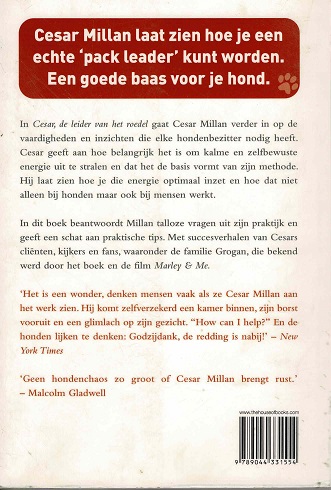 Cesar Millan laat zien hoe je een
echte ‘pack leader’ kunt worden.
Een goede baas voor je hond.
In Cesar, de leider van het roedel gaat Cesar Millan verder in op de
vaardigheden en inzichten die elke hondenbezitter nodig heeft.
Cesar geeft aan hoe belangrijk het is om kalme en zelfbewuste
energie uit te stralen en dat het de basis vormt van zijn methode.
Hij laat zien hoe je die energie optimaal inzet en hoe dat niet
alleen bij honden maar ook bij mensen werkt.
In dit boek beantwoordt Millan talloze vragen uit zijn praktijk en
geeft een schat aan praktische tips. Met succesverhalen van Cesars
cliënten, kijkers en fans, waaronder de familie Grogan, die bekend
werd door het boek en de film Marley & Me.
‘Het is een wonder, denken mensen vaak als ze Cesar Millan aan
het werk zien. Hij komt zelfverzekerd een kamer binnen, zijn borst
vooruit en een glimlach op zijn gezicht. “How can I help?” En de
honden lijken te denken: Godzijdank, de redding is nabij!’ – New
York Times
‘Geen hondenchaos zo groot of Cesar Millan brengt rust.’
– Malcolm Gladwell
www.thehouseofbooks.com
9 789044 331554